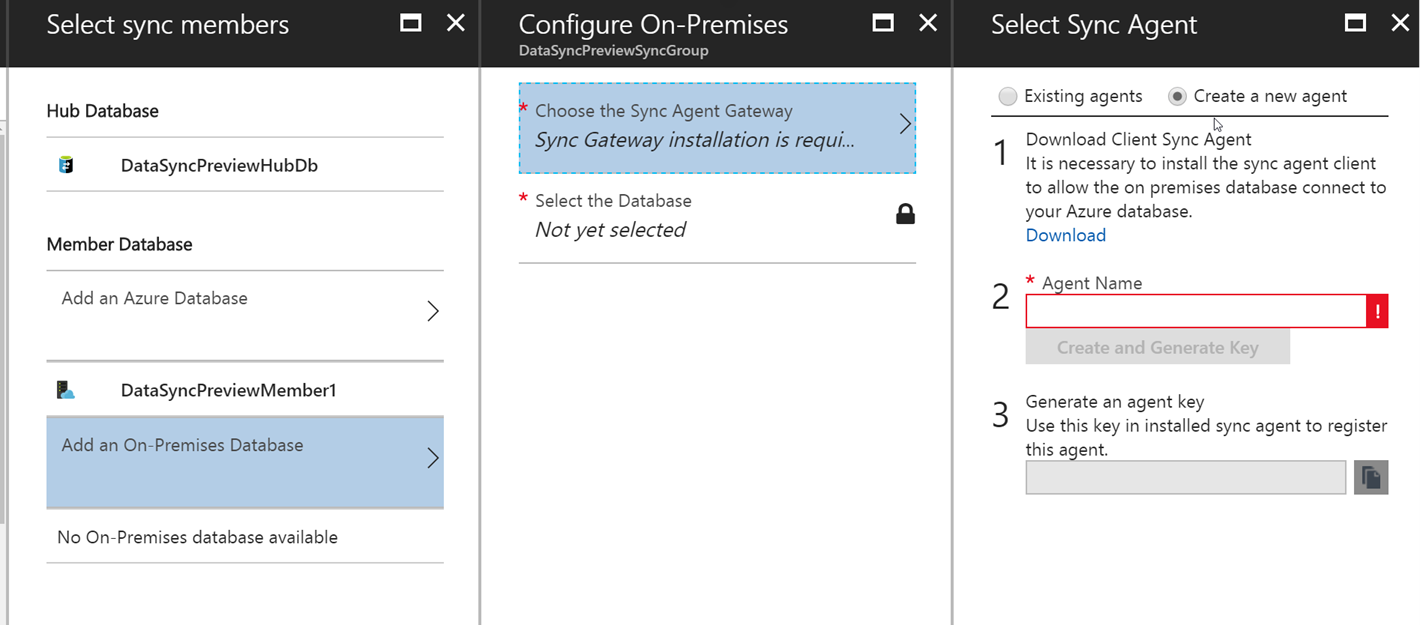 Select sync members
Hub Database
DataSyncPreviewHubDb
Member Database
Add an Azure Database
DataSyncPreviewMember1
Add an On-Premises Database
No On-Premises database available
Configure On-Premises
DataSyncPreviewSyncGroup
* Choose the Sync Agent Gateway
Sync Gateway installation is requi...
* Select the Database
Not yet selected
Select Sync Agent
Existing agents
Create a new agent
1
Download Client Sync Agent
It is necessary to install the sync agent client
to allow the on premises database connect to
your Azure database.
Download
2
* Agent Name
!
Create and Generate Key
3
Generate an agent key
Use this key in installed sync agent to register
this agent.